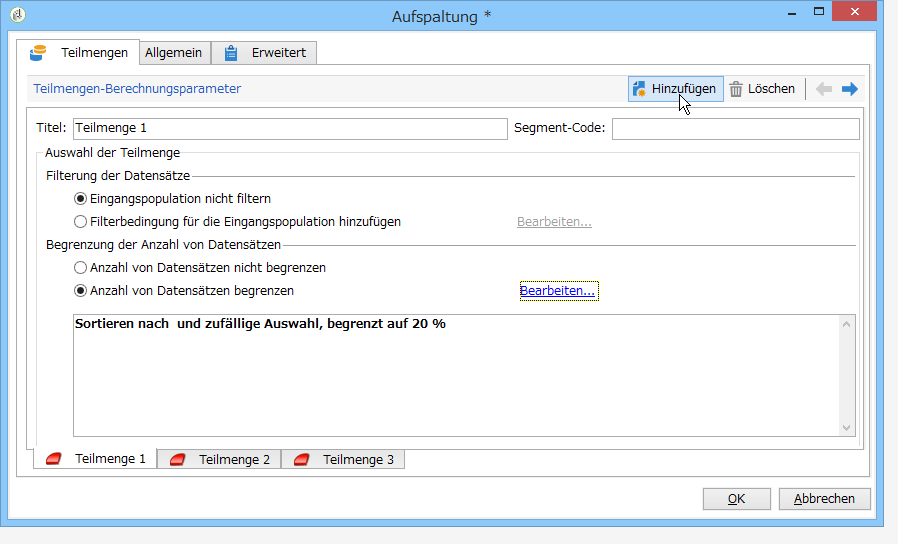 Aufspaltung *
Teilmengen Allgemein Erweitert
Teilmengen-Berechnungsparameter Hinzufügen Löschen
Titel: Teilmenge 1 Segment-Code:
Auswahl der Teilmenge
Filterung der Datensätze
Eingangspopulation nicht filtern
Filterbedingung für die Eingangspopulation hinzufügen Bearbeiten...
Begrenzung der Anzahl von Datensätzen
Anzahl von Datensätzen nicht begrenzen
Anzahl von Datensätzen begrenzen Bearbeiten...
Sortieren nach  und zufällige Auswahl, begrenzt auf 20 %
Teilmenge 1 Teilmenge 2 Teilmenge 3
OK Abbrechen